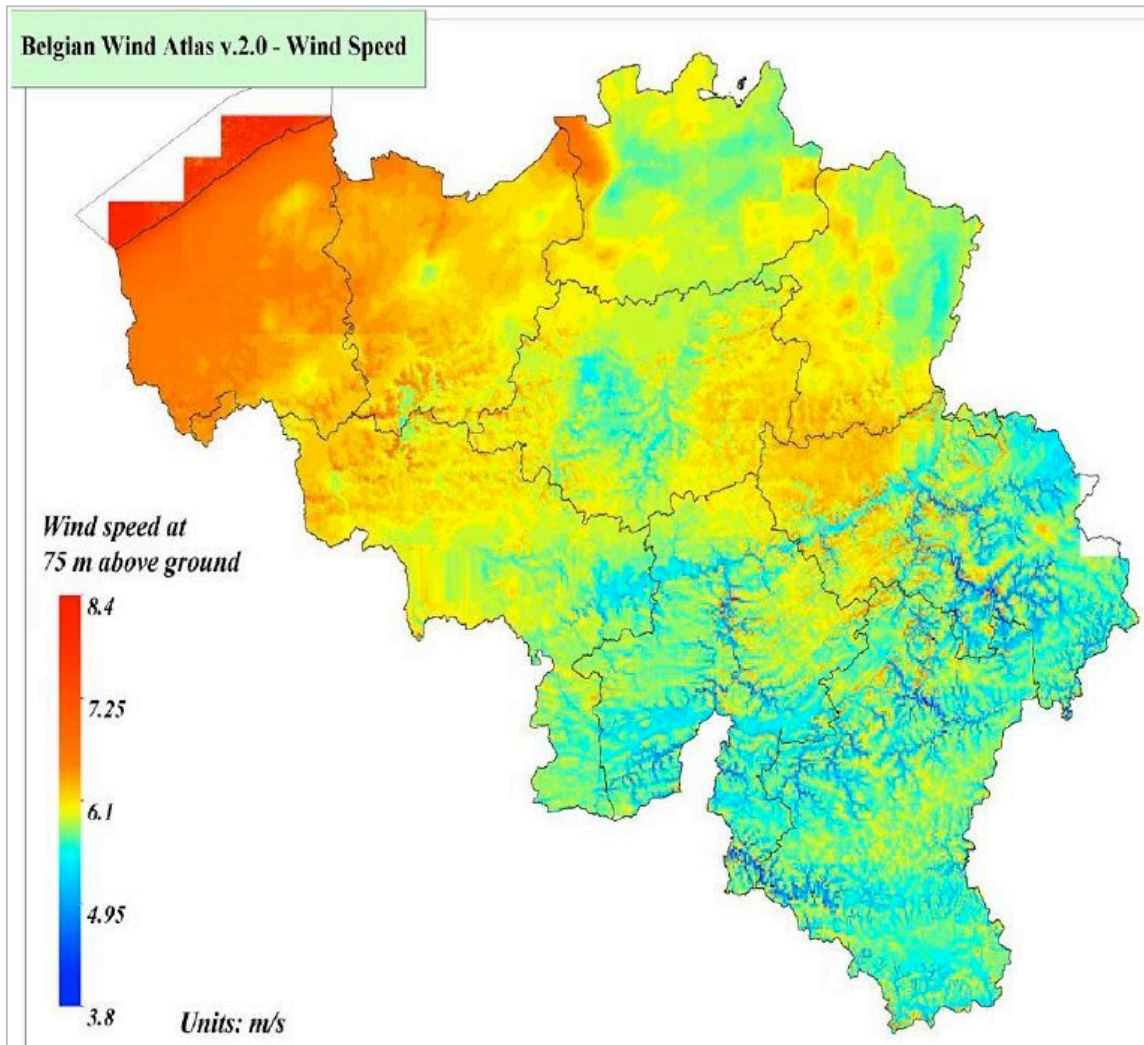 Belgian Wind Atlas v.2.0 - Wind Speed
Wind speed at
75 m above ground
8.4
7.25
6.1
4.95
3.8
Units: m/s